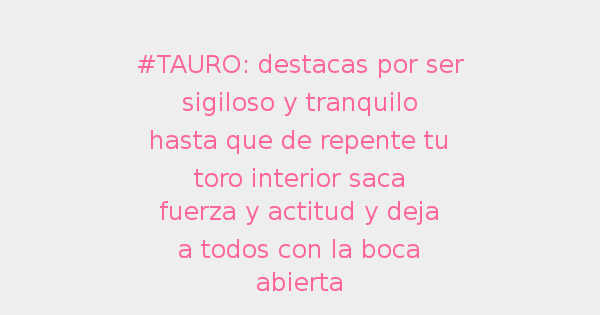 #TAURO: destacas por ser
sigiloso y tranquilo
hasta que de repente tu
toro interior saca
fuerza y actitud y deja
a todos con la boca
abierta